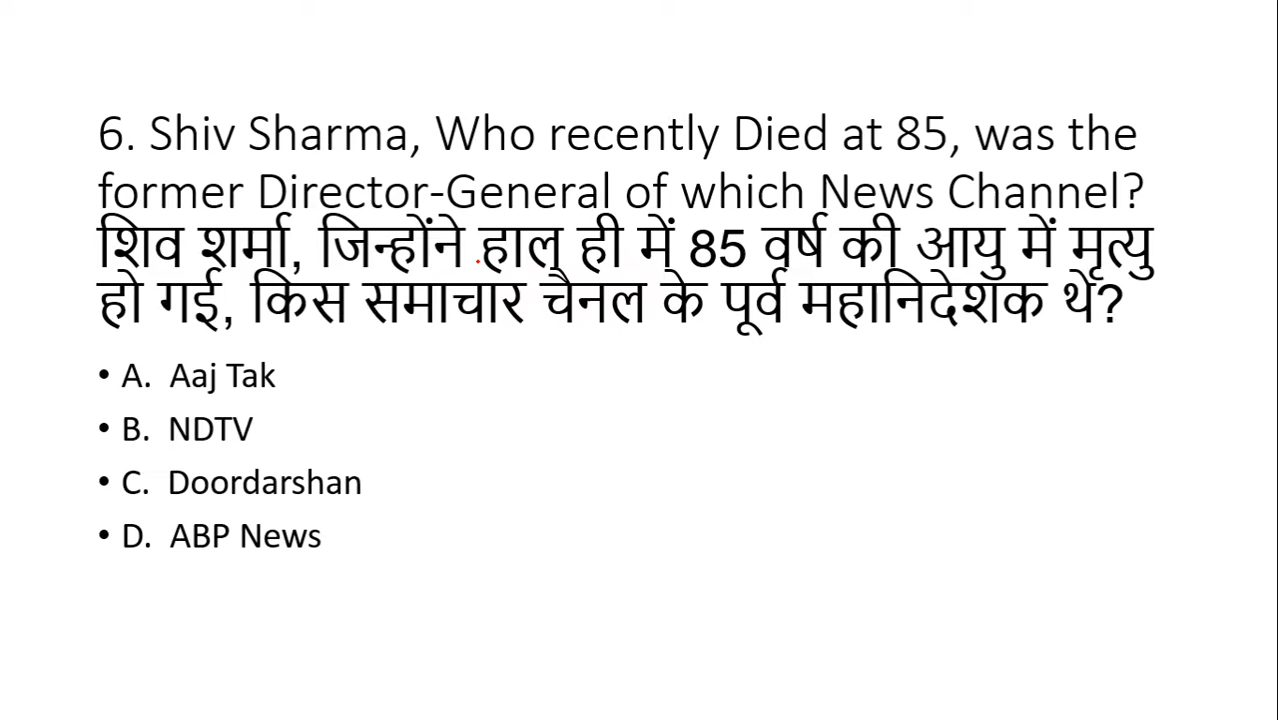 6. Shiv Sharma, Who recently Died at 85, was the
former Director-General of which News Channel?
शिव शर्मा, जिन्होंने हाल ही में 85 वर्ष की आयु में मृत्यु
हो गई, किस समाचार चैनल के पूर्व महानिदेशक थे?
• A. Aaj Tak
• B. NDTV
• C. Doordarshan
• D. ABP News